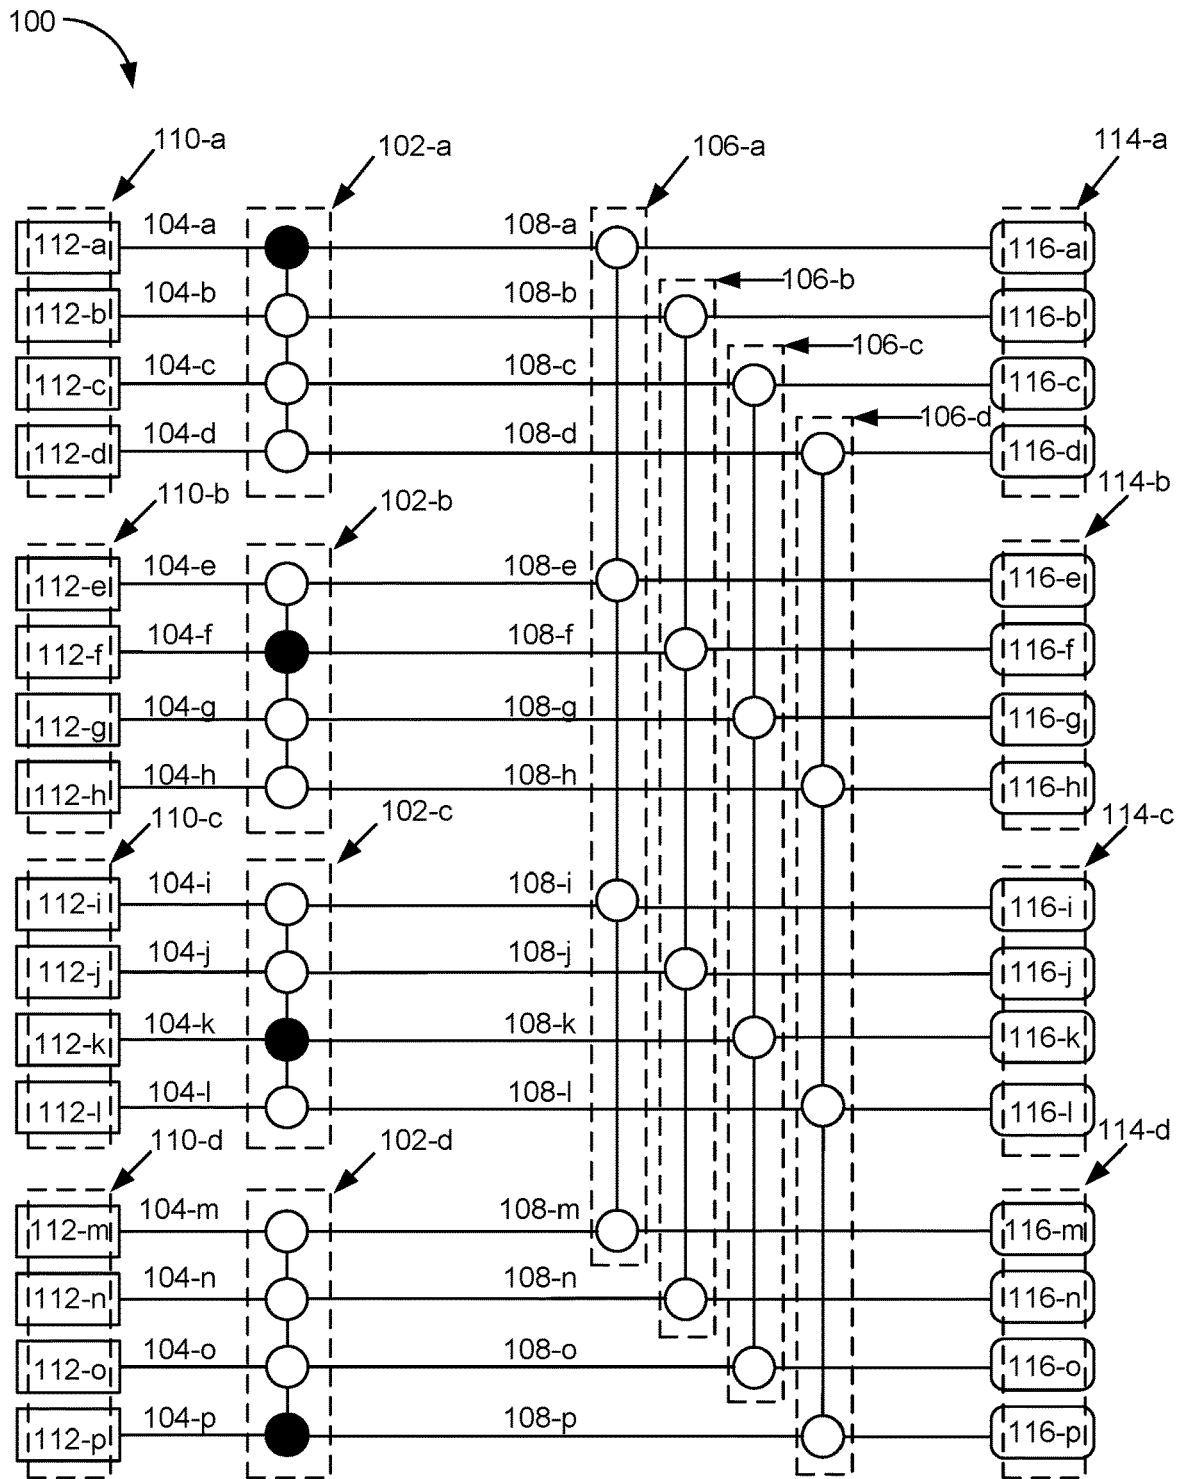 100
110-a 102-a 106-a 114-a
112-a 104-a 108-a 116-a
106-b
112-b 104-b 108-b 116-b
106-c
112-c 104-c 108-c 116-c
106-d
112-d 104-d 108-d 116-d
110-b 102-b 114-b
112-e 104-e 108-e 116-e
112-f 104-f 108-f 116-f
112-g 104-g 108-g 116-g
112-h 104-h 108-h 116-h
110-c 102-c 114-c
112-i 104-i 108-i 116-i
112-j 104-j 108-j 116-j
112-k 104-k 108-k 116-k
112-l 104-l 108-l 116-l
110-d 102-d 114-d
112-m 104-m 108-m 116-m
112-n 104-n 108-n 116-n
112-o 104-o 108-o 116-o
112-p 104-p 108-p 116-p